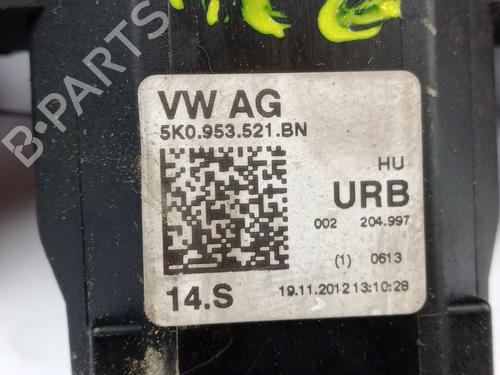 VW AG
5K0.953.521.BN
HU
URB
002 204.997
(1) 0613
14.S
19.11.2012 13:10:28
B-PARTS